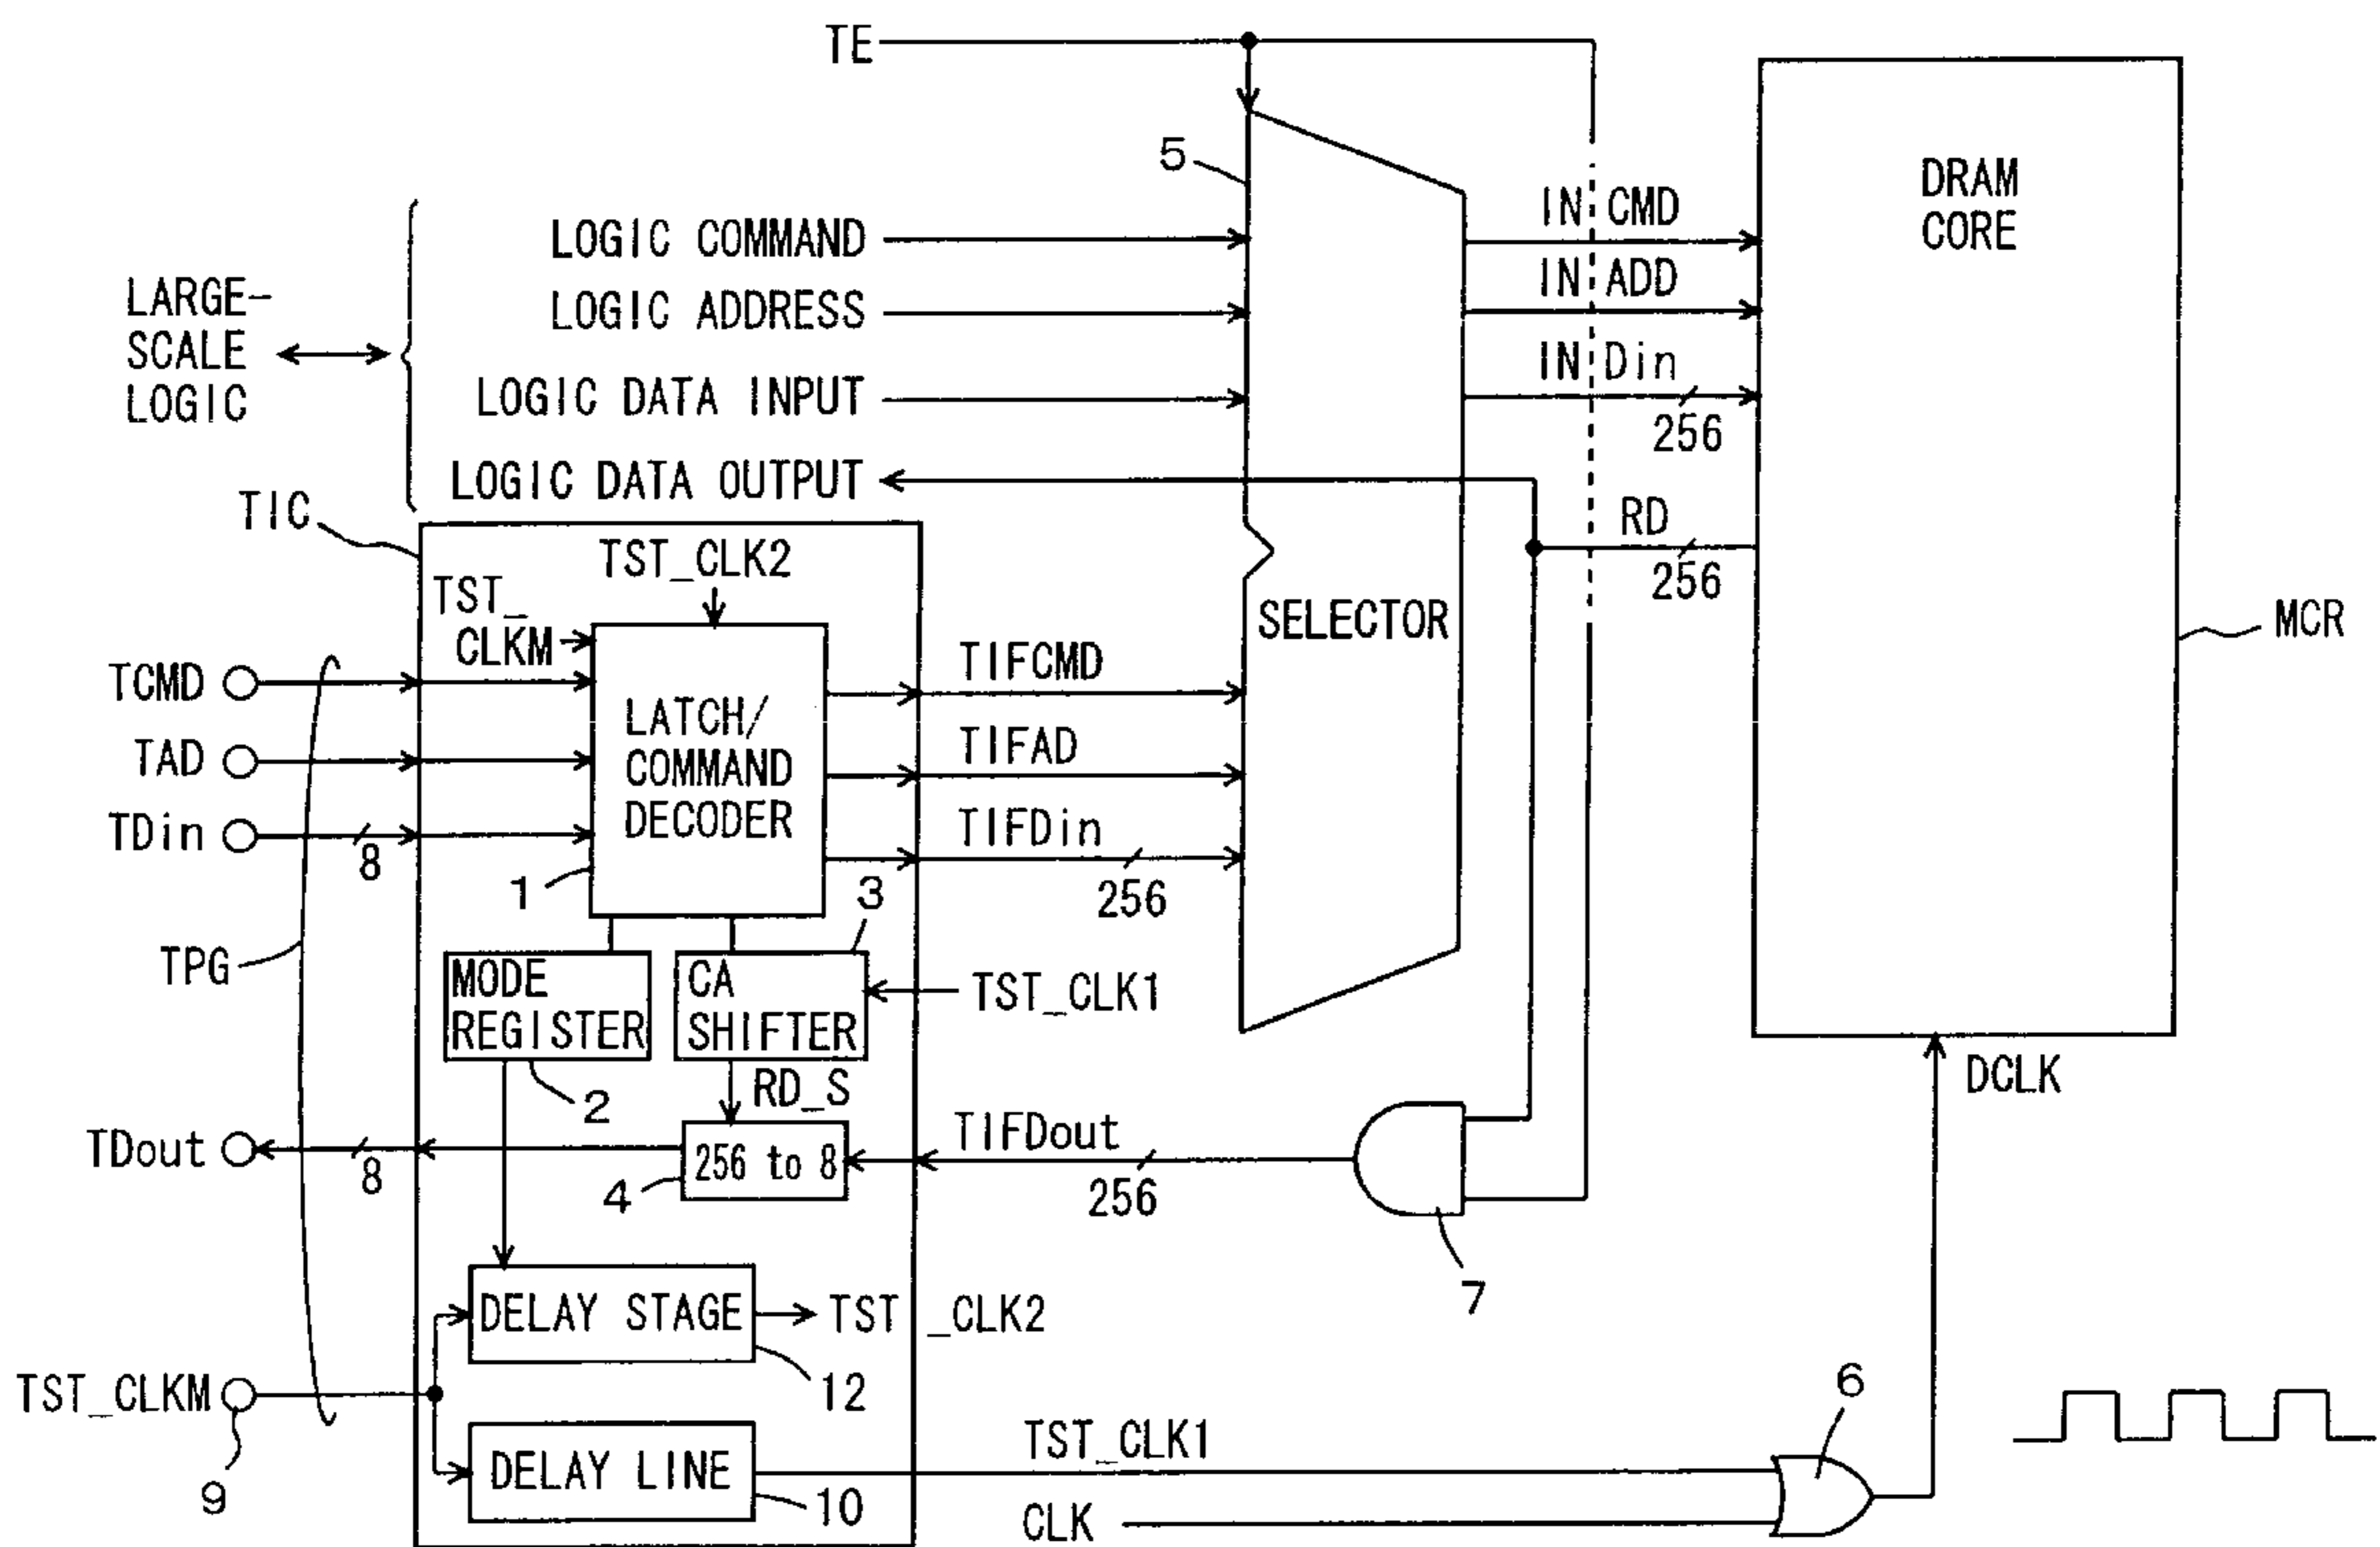 TE
5
DRAM
CORE
LOGIC COMMAND
IN CMD
LOGIC ADDRESS
IN ADD
LARGE-
SCALE
LOGIC
LOGIC DATA INPUT
IN Din
256
LOGIC DATA OUTPUT
TIC
RD
256
TST_CLK2
TST_
CLKM
SELECTOR
MCR
TCMD
TIFCMD
LATCH/
COMMAND
DECODER
TAD
TIFAD
TDin
8
TIFDin
256
1
3
TPG
MODE
REGISTER
CA
SHIFTER
TST_CLK1
2
RD_S
DCLK
TDout
8
4
256 to 8
TIFDout
256
7
DELAY STAGE
TST_CLK2
12
TST_CLKM
9
DELAY LINE
10
TST_CLK1
CLK
6